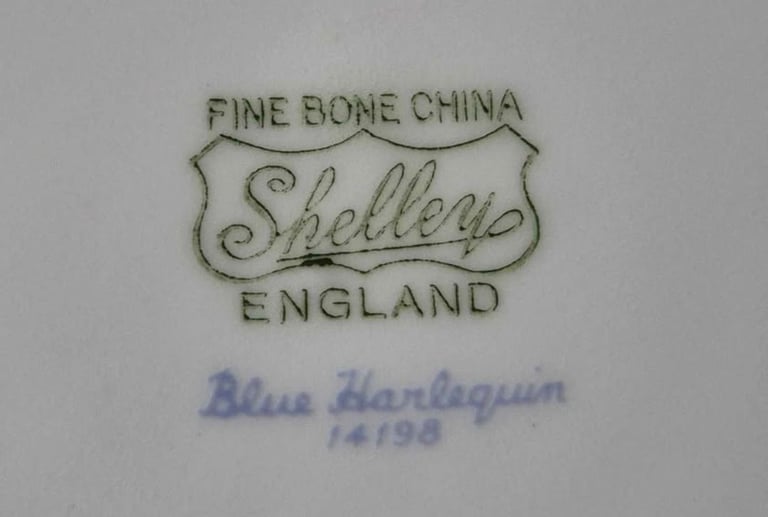 FINE BONE CHINA
Shelley
ENGLAND
Blue Harlequin
14198